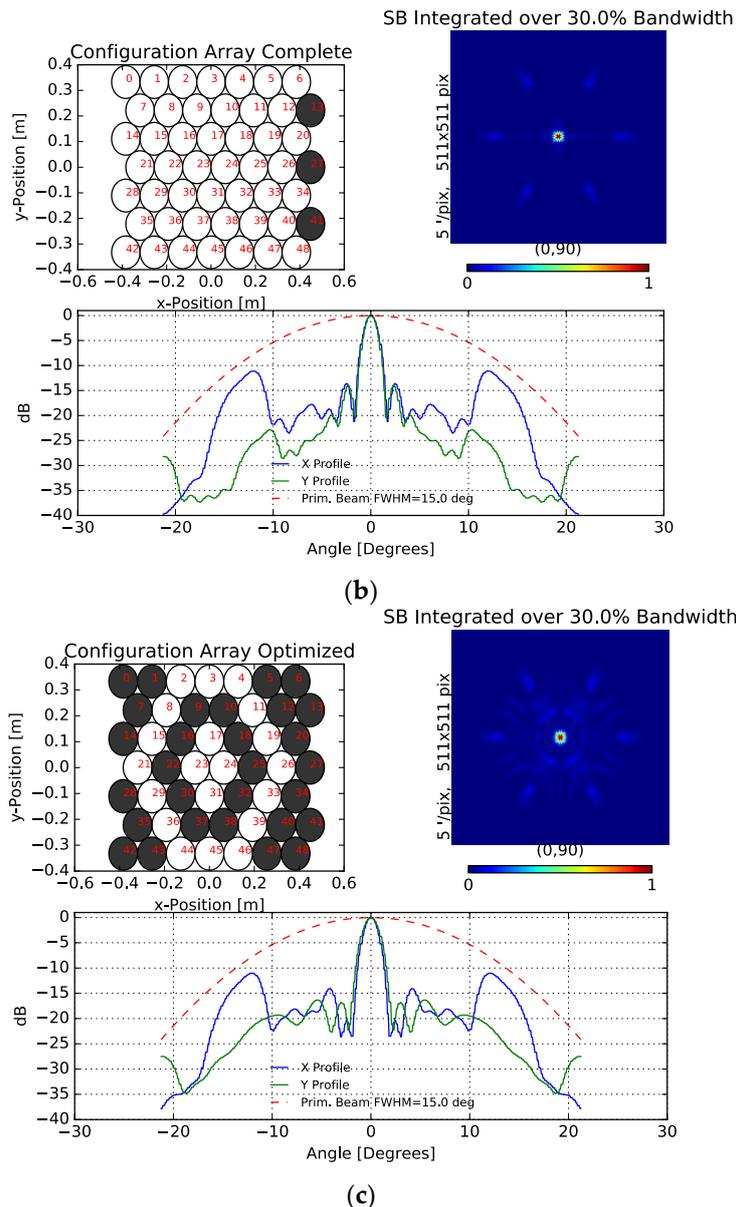 SB Integrated over 30.0% Bandwidth
Configuration Array Complete
0.4
0.3
0.2
0.1
0.0
−0.1
−0.2
−0.3
−0.4
y-Position [m]
0 1 2 3 4 5 6
7 8 9 10 11 12 13
14 15 16 17 18 19 20
21 22 23 24 25 26 27
28 29 30 31 32 33 34
35 36 37 38 39 40 41
42 43 44 45 46 47 48
−0.6 −0.4 −0.2 0.0 0.2 0.4 0.6
x-Position [m]
5 '/pix, 511x511 pix
(0,90)
0 1
0
−5
−10
−15
−20
−25
−30
−35
−40
dB
X Profile
Y Profile
Prim. Beam FWHM=15.0 deg
−30 −20 −10 0 10 20 30
Angle [Degrees]
(b)
SB Integrated over 30.0% Bandwidth
Configuration Array Optimized
0.4
0.3
0.2
0.1
0.0
−0.1
−0.2
−0.3
−0.4
y-Position [m]
0 1 2 3 4 5 6
7 8 9 10 11 12 13
14 15 16 17 18 19 20
21 22 23 24 25 26 27
28 29 30 31 32 33 34
35 36 37 38 39 40 41
42 43 44 45 46 47 48
−0.6 −0.4 −0.2 0.0 0.2 0.4 0.6
x-Position [m]
5 '/pix, 511x511 pix
(0,90)
0 1
0
−5
−10
−15
−20
−25
−30
−35
−40
dB
X Profile
Y Profile
Prim. Beam FWHM=15.0 deg
−30 −20 −10 0 10 20 30
Angle [Degrees]
(c)